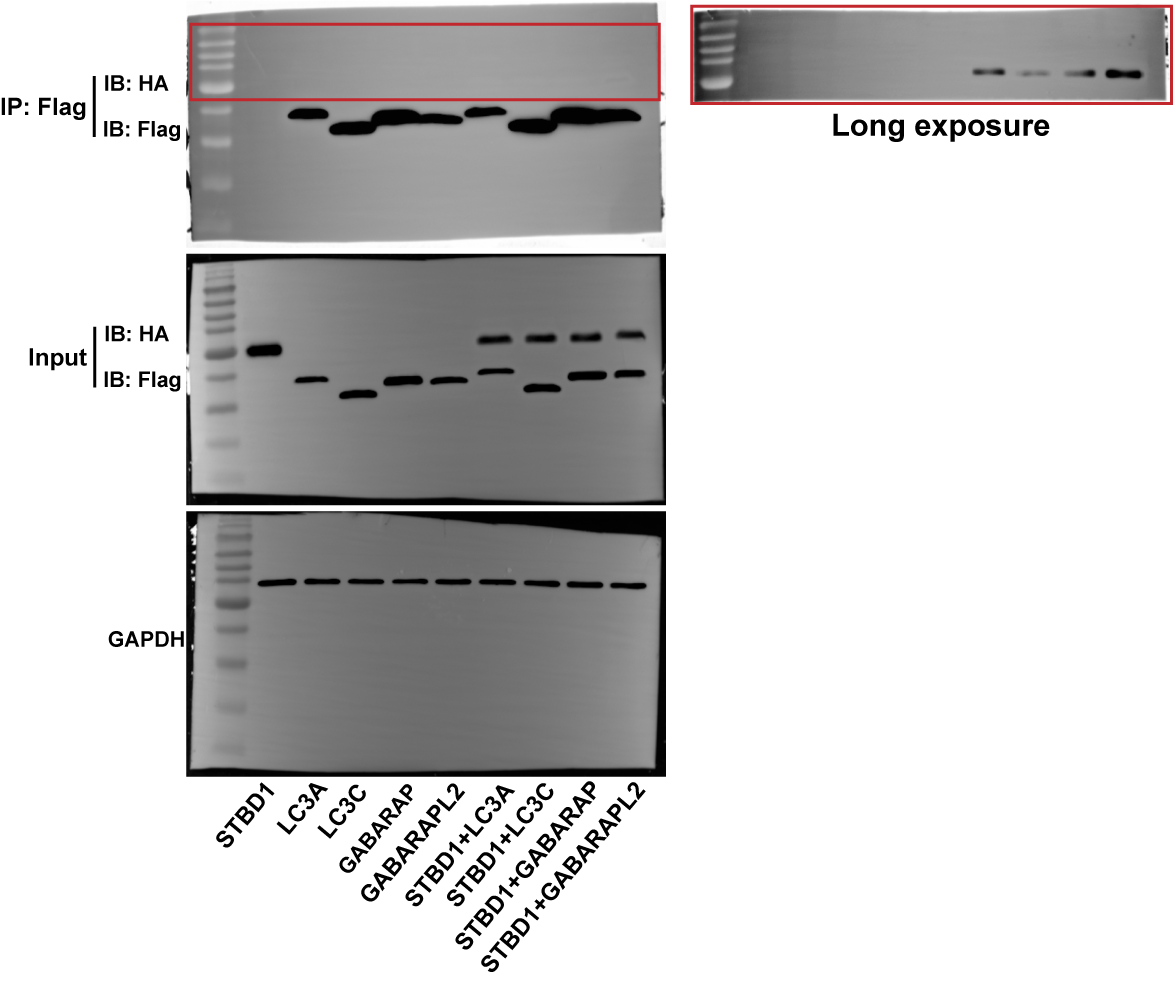 IP: Flag
IB: HA
IB: Flag
Long exposure
Input
IB: HA
IB: Flag
GAPDH
STBD1
LC3A
LC3C
GABARAP
GABARAPL2
STBD1+LC3A
STBD1+LC3C
STBD1+GABARAP
STBD1+GABARAPL2